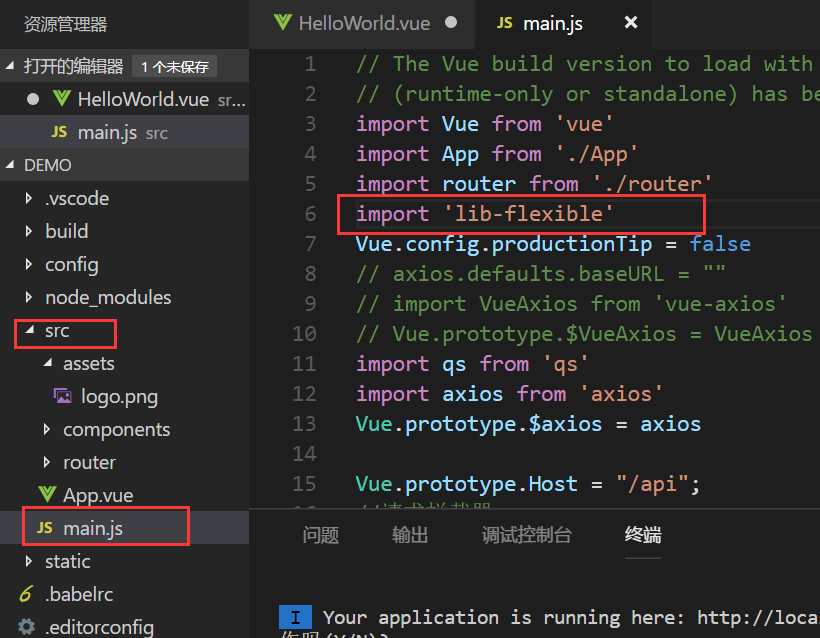 资源管理器
打开的编辑器 1 个未保存
HelloWorld.vue sr...
JS main.js src
DEMO
.vscode
build
config
node_modules
src
assets
logo.png
components
router
App.vue
JS main.js
static
.babelrc
.editorconfig
HelloWorld.vue
JS main.js
1 // The Vue build version to load with
2 // (runtime-only or standalone) has be
3 import Vue from 'vue'
4 import App from './App'
5 import router from './router'
6 import 'lib-flexible'
7 Vue.config.productionTip = false
8 // axios.defaults.baseURL = ""
9 // import VueAxios from 'vue-axios'
10 // Vue.prototype.$VueAxios = VueAxios
11 import qs from 'qs'
12 import axios from 'axios'
13 Vue.prototype.$axios = axios
14
15 Vue.prototype.Host = "/api";
问题 输出 调试控制台 终端
I Your application is running here: http://loca